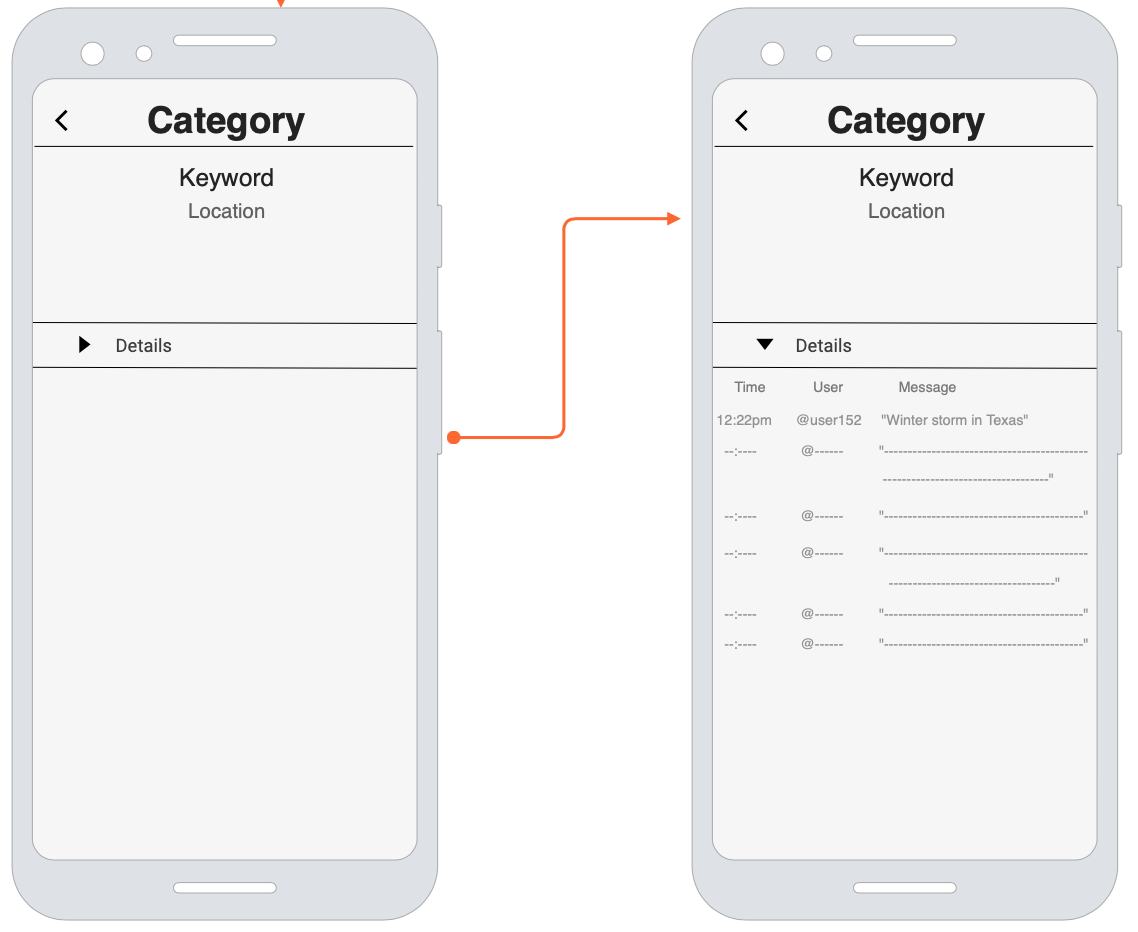 Category
Keyword
Location
Details
Category
Keyword
Location
Details
Time User Message
12:22pm @user152 "Winter storm in Texas"
--:---- @------ "-------------------------------------------
-----------------------------------"
--:---- @------ "------------------------------------------"
--:---- @------ "-------------------------------------------
-----------------------------------"
--:---- @------ "------------------------------------------"
--:---- @------ "------------------------------------------"